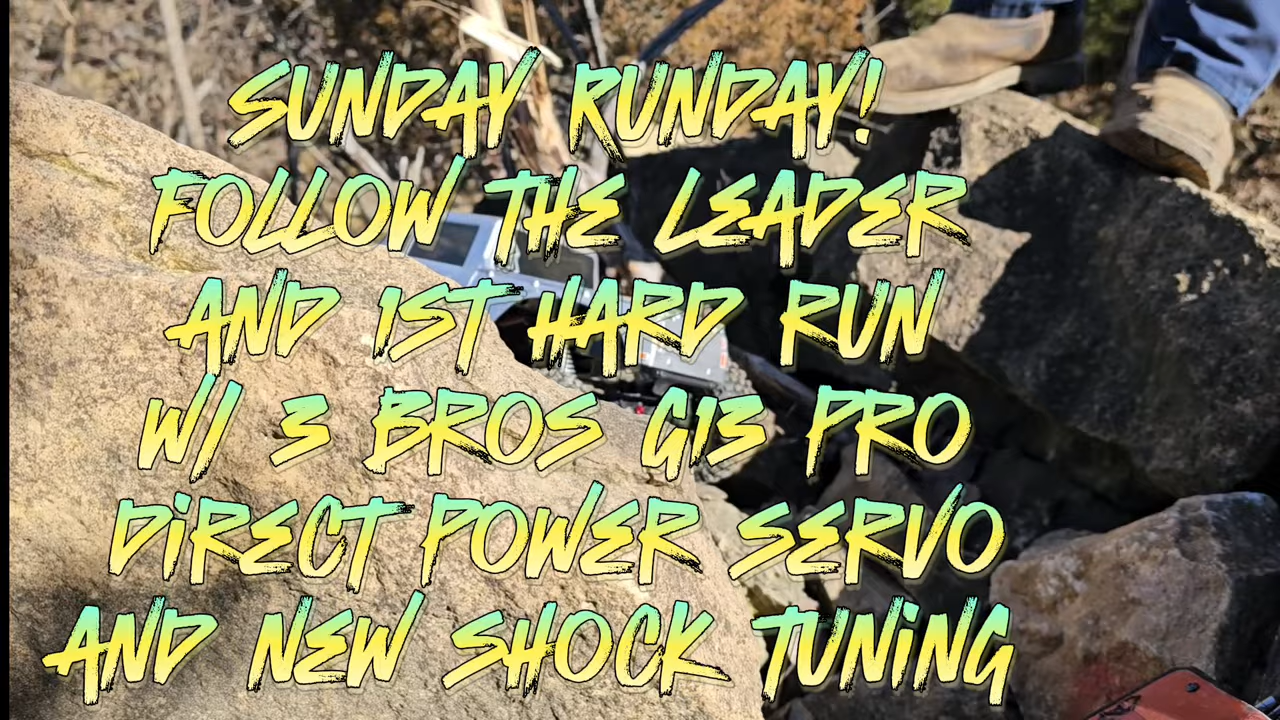 SUNDAY RUNDAY!
FOLLOW THE LEADER
AND 1ST HARD RUN
W/ 3 BROS G13 PRO
DIRECT POWER SERVO
AND NEW SHOCK TUNING